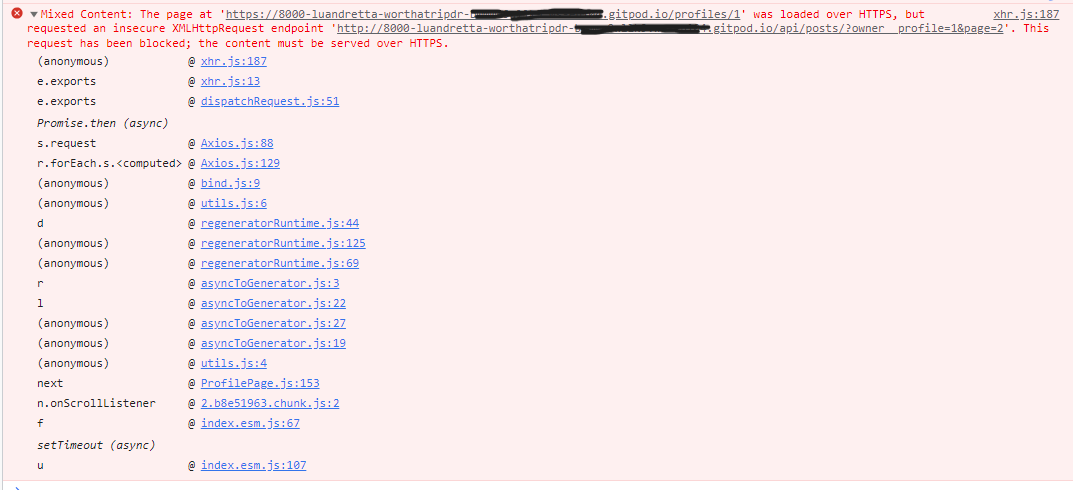 Mixed Content: The page at 'https://8000-luandretta-worthatripdr- .gitpod.io/profiles/1' was loaded over HTTPS, but xhr.js:187
requested an insecure XMLHttpRequest endpoint 'http://8000-luandretta-worthatripdr- .gitpod.io/api/posts/?owner__profile=1&page=2'. This
request has been blocked; the content must be served over HTTPS.
(anonymous) @ xhr.js:187
e.exports @ xhr.js:13
e.exports @ dispatchRequest.js:51
Promise.then (async)
s.request @ Axios.js:88
r.forEach.s.<computed> @ Axios.js:129
(anonymous) @ bind.js:9
(anonymous) @ utils.js:6
d @ regeneratorRuntime.js:44
(anonymous) @ regeneratorRuntime.js:125
(anonymous) @ regeneratorRuntime.js:69
r @ asyncToGenerator.js:3
l @ asyncToGenerator.js:22
(anonymous) @ asyncToGenerator.js:27
(anonymous) @ asyncToGenerator.js:19
(anonymous) @ utils.js:4
next @ ProfilePage.js:153
n.onScrollListener @ 2.b8e51963.chunk.js:2
f @ index.esm.js:67
setTimeout (async)
u @ index.esm.js:107